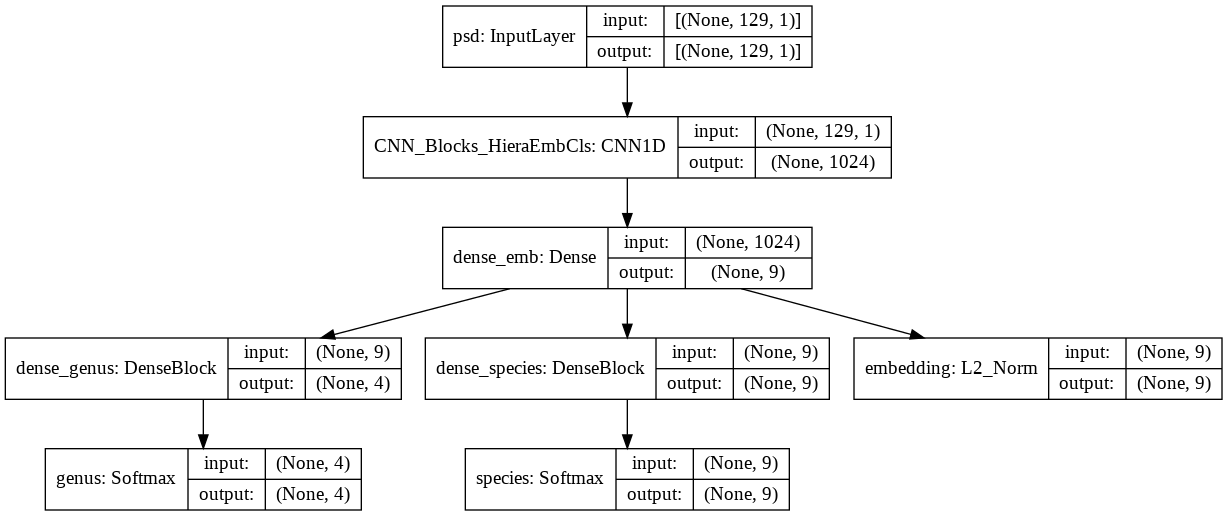 psd: InputLayer
input:
[(None, 129, 1)]
output:
[(None, 129, 1)]
CNN_Blocks_HieraEmbCls: CNN1D
input:
(None, 129, 1)
output:
(None, 1024)
dense_emb: Dense
input:
(None, 1024)
output:
(None, 9)
dense_genus: DenseBlock
input:
(None, 9)
output:
(None, 4)
dense_species: DenseBlock
input:
(None, 9)
output:
(None, 9)
embedding: L2_Norm
input:
(None, 9)
output:
(None, 9)
genus: Softmax
input:
(None, 4)
output:
(None, 4)
species: Softmax
input:
(None, 9)
output:
(None, 9)